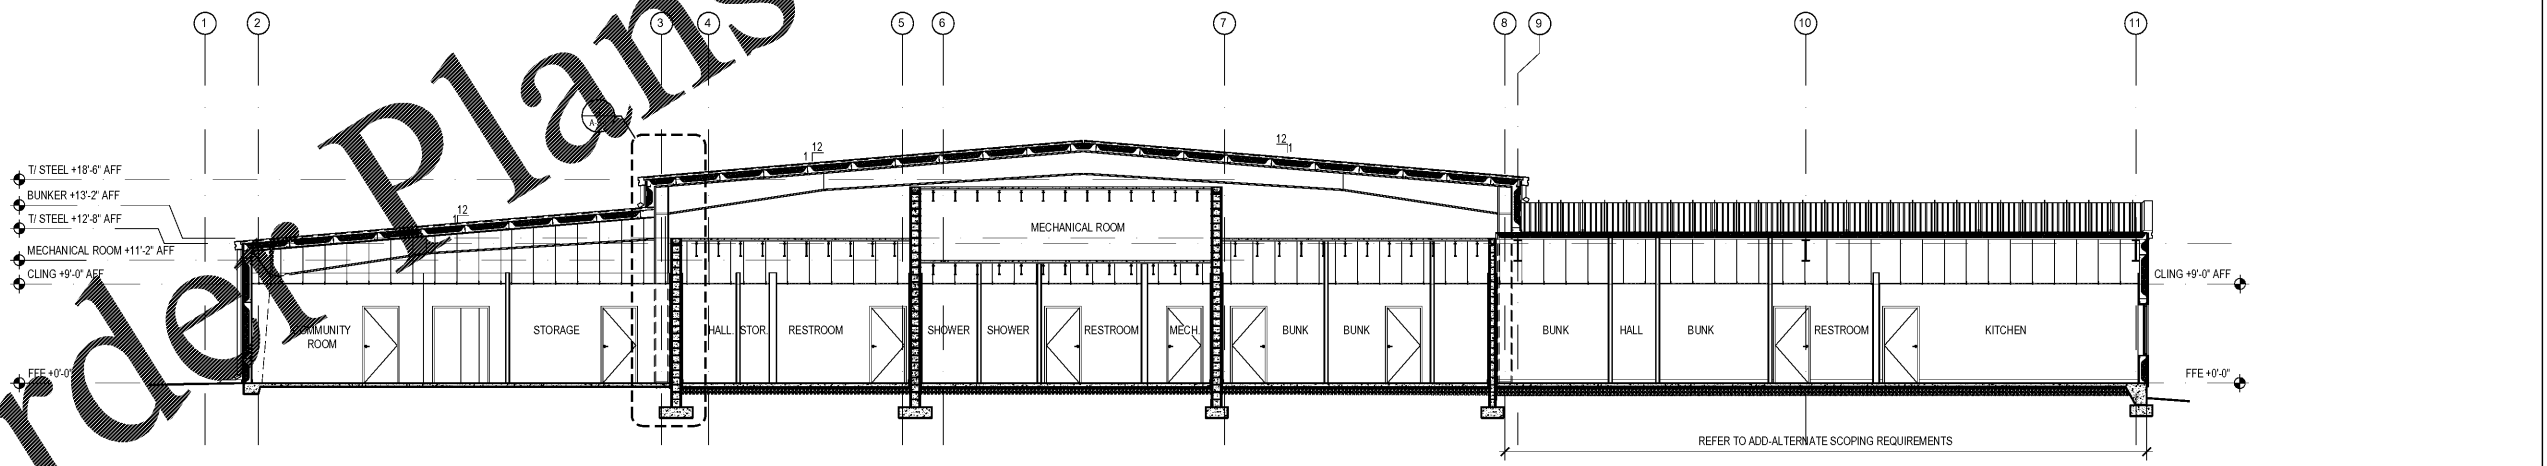 1 2 3 4 5 6 7 8 9 10 11
rder Plans
A-
12
1
12
1
12
1
T/ STEEL +18'-6" AFF
BUNKER +13'-2" AFF
T/ STEEL +12'-8" AFF
MECHANICAL ROOM +11'-2" AFF
CLING +9'-0" AFF
FFE +0'-0"
MECHANICAL ROOM
CLING +9'-0" AFF
ROOM
STORAGE
HALL.
STOR.
RESTROOM
SHOWER
SHOWER
RESTROOM
MECH.
BUNK
BUNK
BUNK
HALL
BUNK
RESTROOM
KITCHEN
FFE +0'-0"
REFER TO ADD-ALTERNATE SCOPING REQUIREMENTS